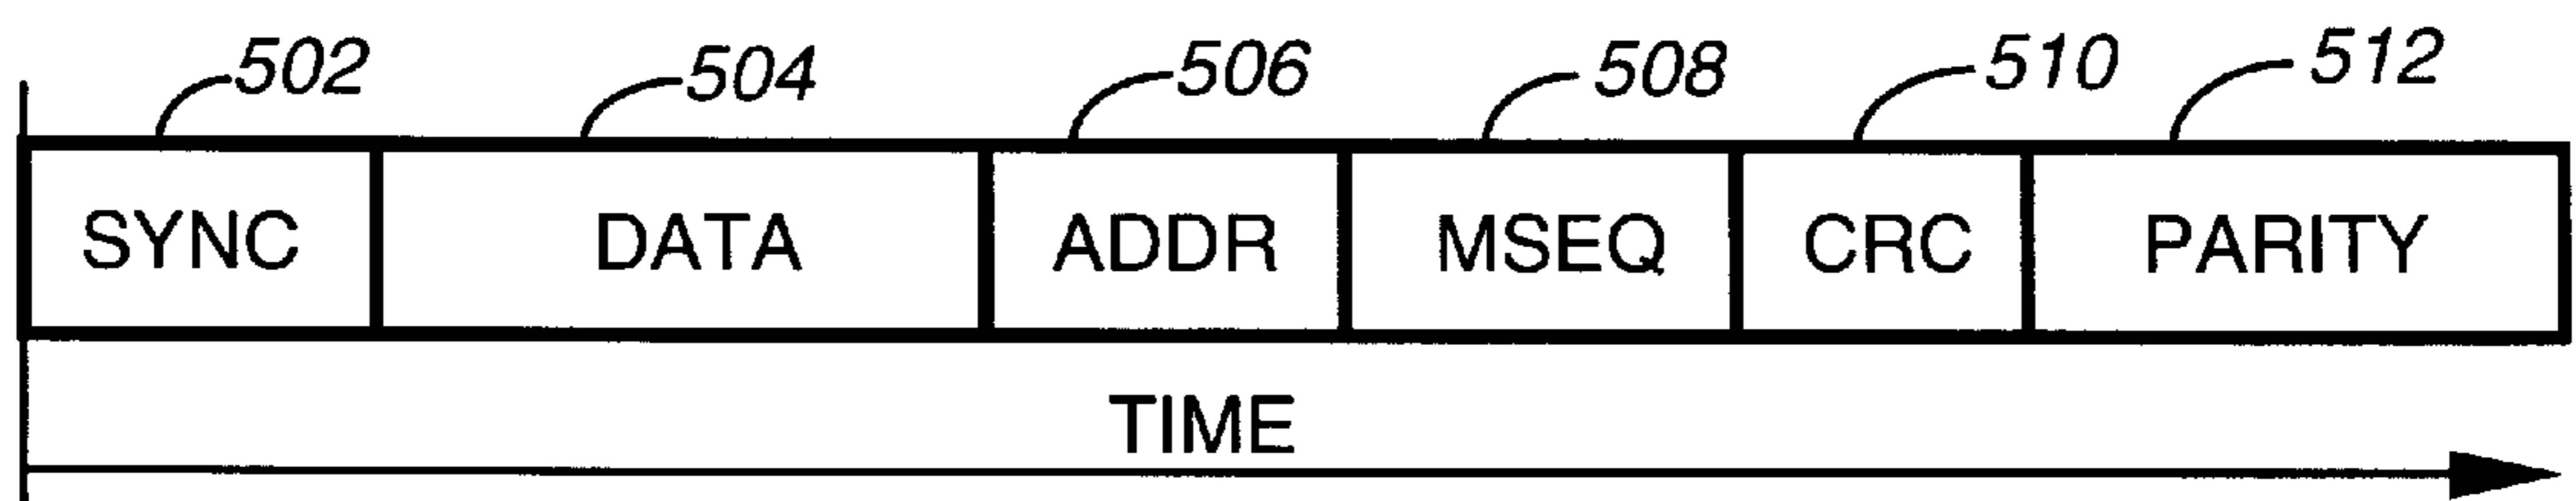 502 504 506 508 510 512
SYNC DATA ADDR MSEQ CRC PARITY
TIME